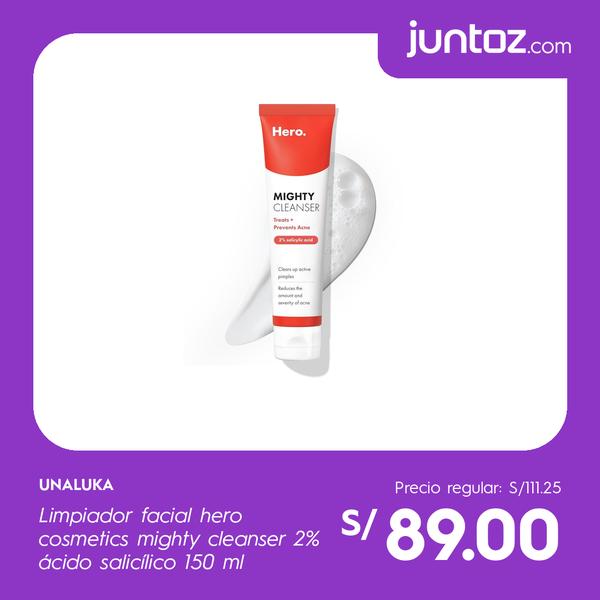 juntoz.com
Hero.
MIGHTY
CLEANSER
Treats +
Prevents Acne
2% salicylic acid
Clears up active
pimples
Reduces the
amount and
severity of acne
UNALUKA
Limpiador facial hero
cosmetics mighty cleanser 2%
ácido salicílico 150 ml
Precio regular: S/111.25
S/ 89.00